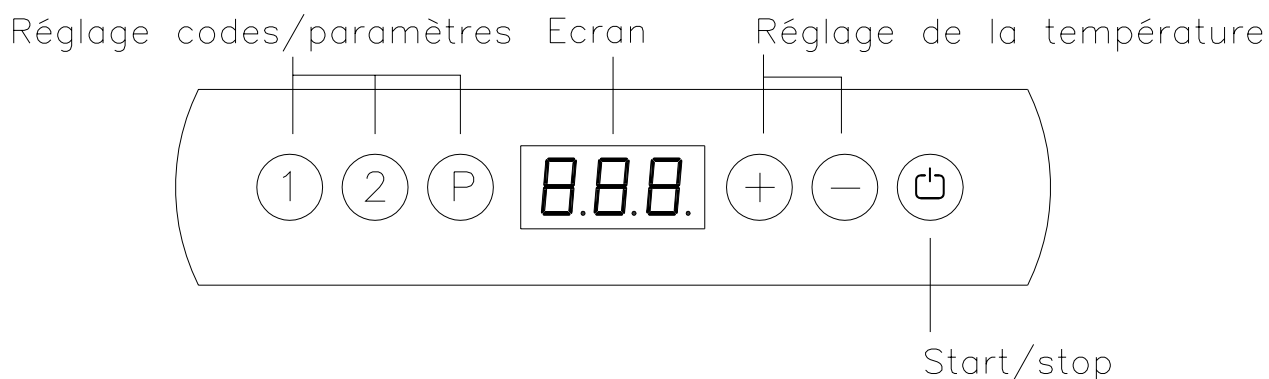 Réglage codes/paramètres Ecran Réglage de la température
1 2 P 8.8.8. + −
Start/stop